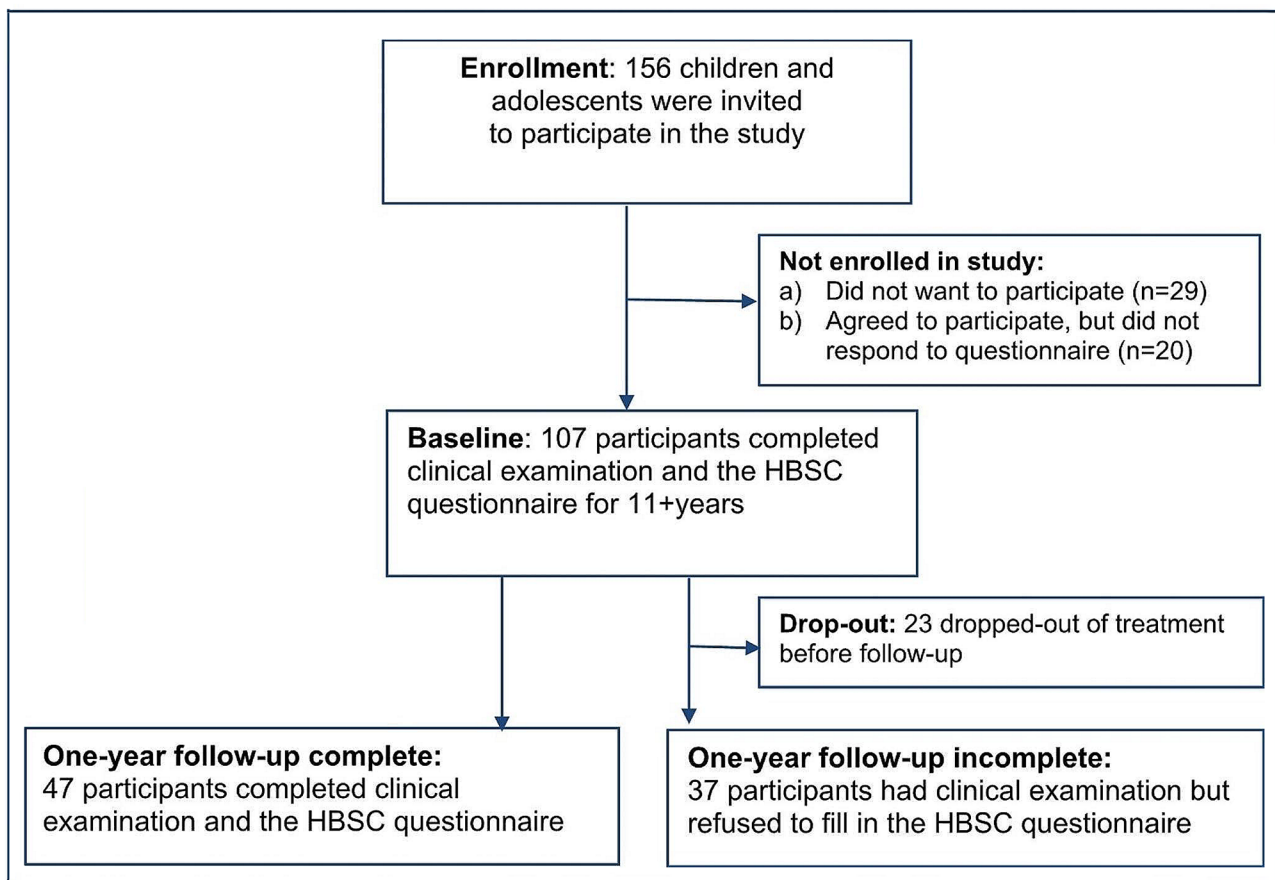 Enrollment: 156 children and
adolescents were invited
to participate in the study
Not enrolled in study:
a) Did not want to participate (n=29)
b) Agreed to participate, but did not
respond to questionnaire (n=20)
Baseline: 107 participants completed
clinical examination and the HBSC
questionnaire for 11+years
Drop-out: 23 dropped-out of treatment
before follow-up
One-year follow-up complete:
47 participants completed clinical
examination and the HBSC questionnaire
One-year follow-up incomplete:
37 participants had clinical examination but
refused to fill in the HBSC questionnaire